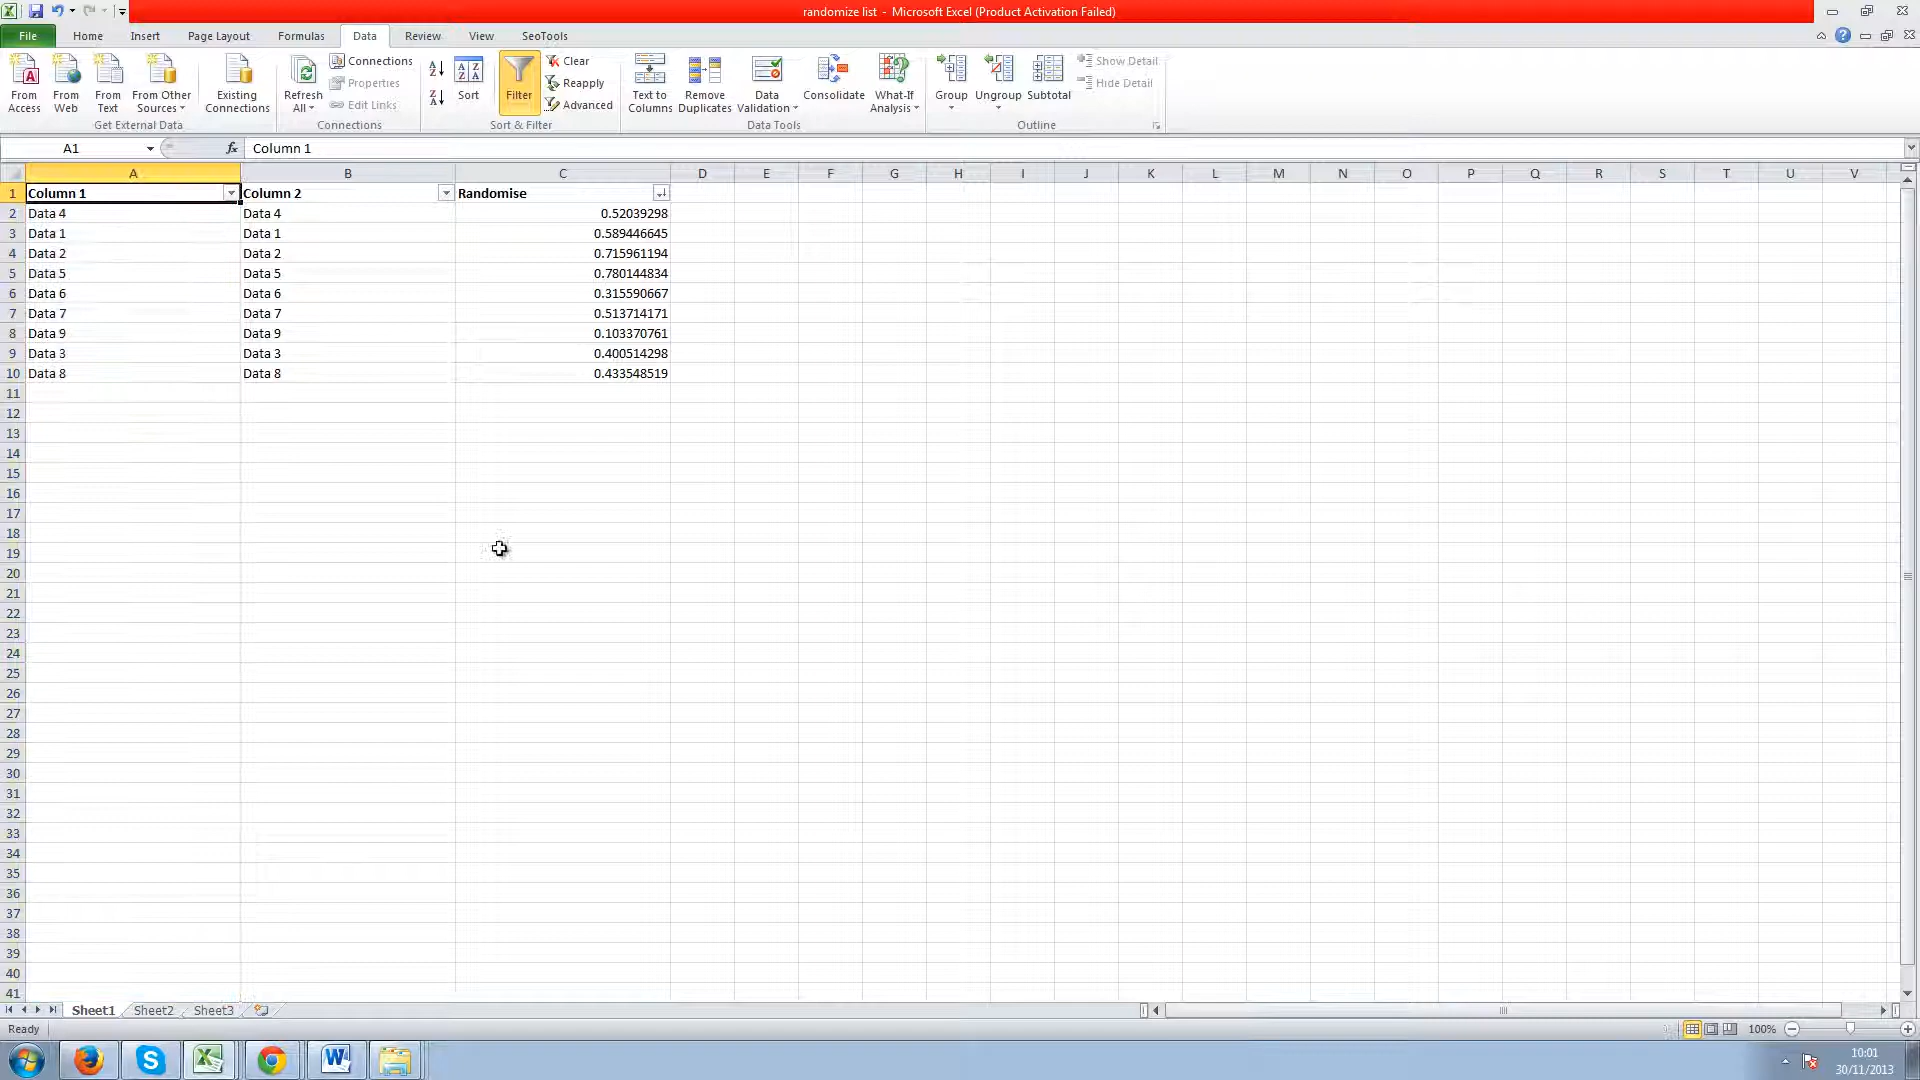 randomize list - Microsoft Excel (Product Activation Failed)
File Home Insert Page Layout Formulas Data Review View SeoTools
From Access
From Web
From Text
From Other Sources
Existing Connections
Get External Data
Refresh All
Connections
Properties
Edit Links
Connections
Sort
Filter
Clear
Reapply
Advanced
Sort & Filter
Text to Columns
Remove Duplicates
Data Validation
Consolidate
What-If Analysis
Data Tools
Group
Ungroup
Subtotal
Show Detail
Hide Detail
Outline
A1 fx Column 1
A B C D E F G H I J K L M N O P Q R S T U V
1 Column 1 Column 2 Randomise
2 Data 4 Data 4 0.52039298
3 Data 1 Data 1 0.589446645
4 Data 2 Data 2 0.715961194
5 Data 5 Data 5 0.780144834
6 Data 6 Data 6 0.315590667
7 Data 7 Data 7 0.513714171
8 Data 9 Data 9 0.103370761
9 Data 3 Data 3 0.400514298
10 Data 8 Data 8 0.433548519
11
12
13
14
15
16
17
18
19
20
21
22
23
24
25
26
27
28
29
30
31
32
33
34
35
36
37
38
39
40
41
Sheet1 Sheet2 Sheet3
Ready 100%
10:01
30/11/2013